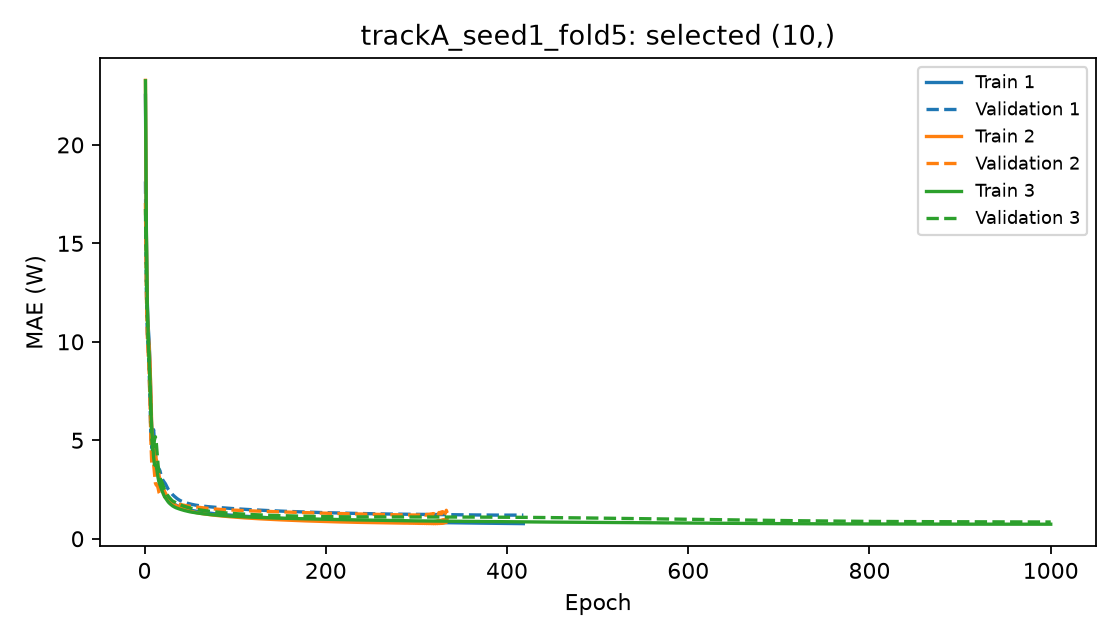 trackA_seed1_fold5: selected (10,)
Train 1
Validation 1
Train 2
Validation 2
Train 3
Validation 3
MAE (W)
20
15
10
5
0
0 200 400 600 800 1000
Epoch